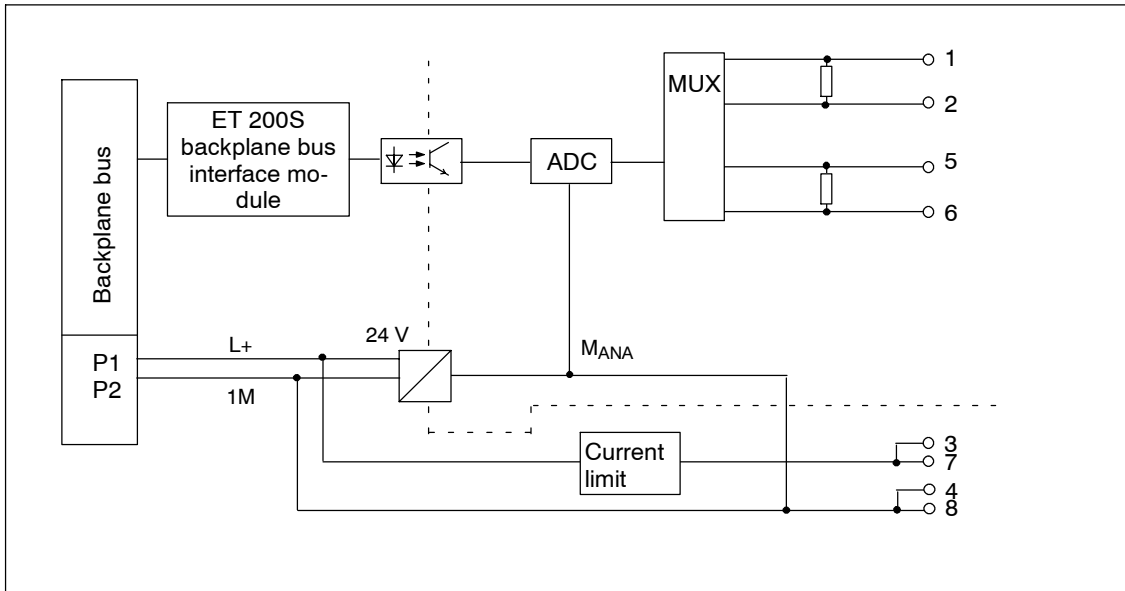 Backplane bus
P1
P2
ET 200S
backplane bus
interface mo-
dule
ADC
MUX
1
2
5
6
L+
1M
24 V
MANA
Current
limit
3
7
4
8